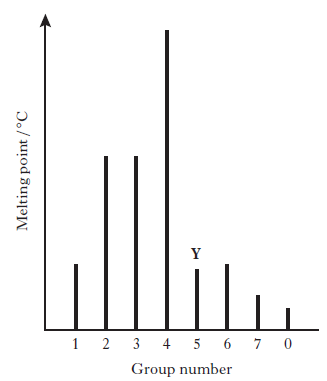 Melting point / °C
Y
1 2 3 4 5 6 7 0
Group number